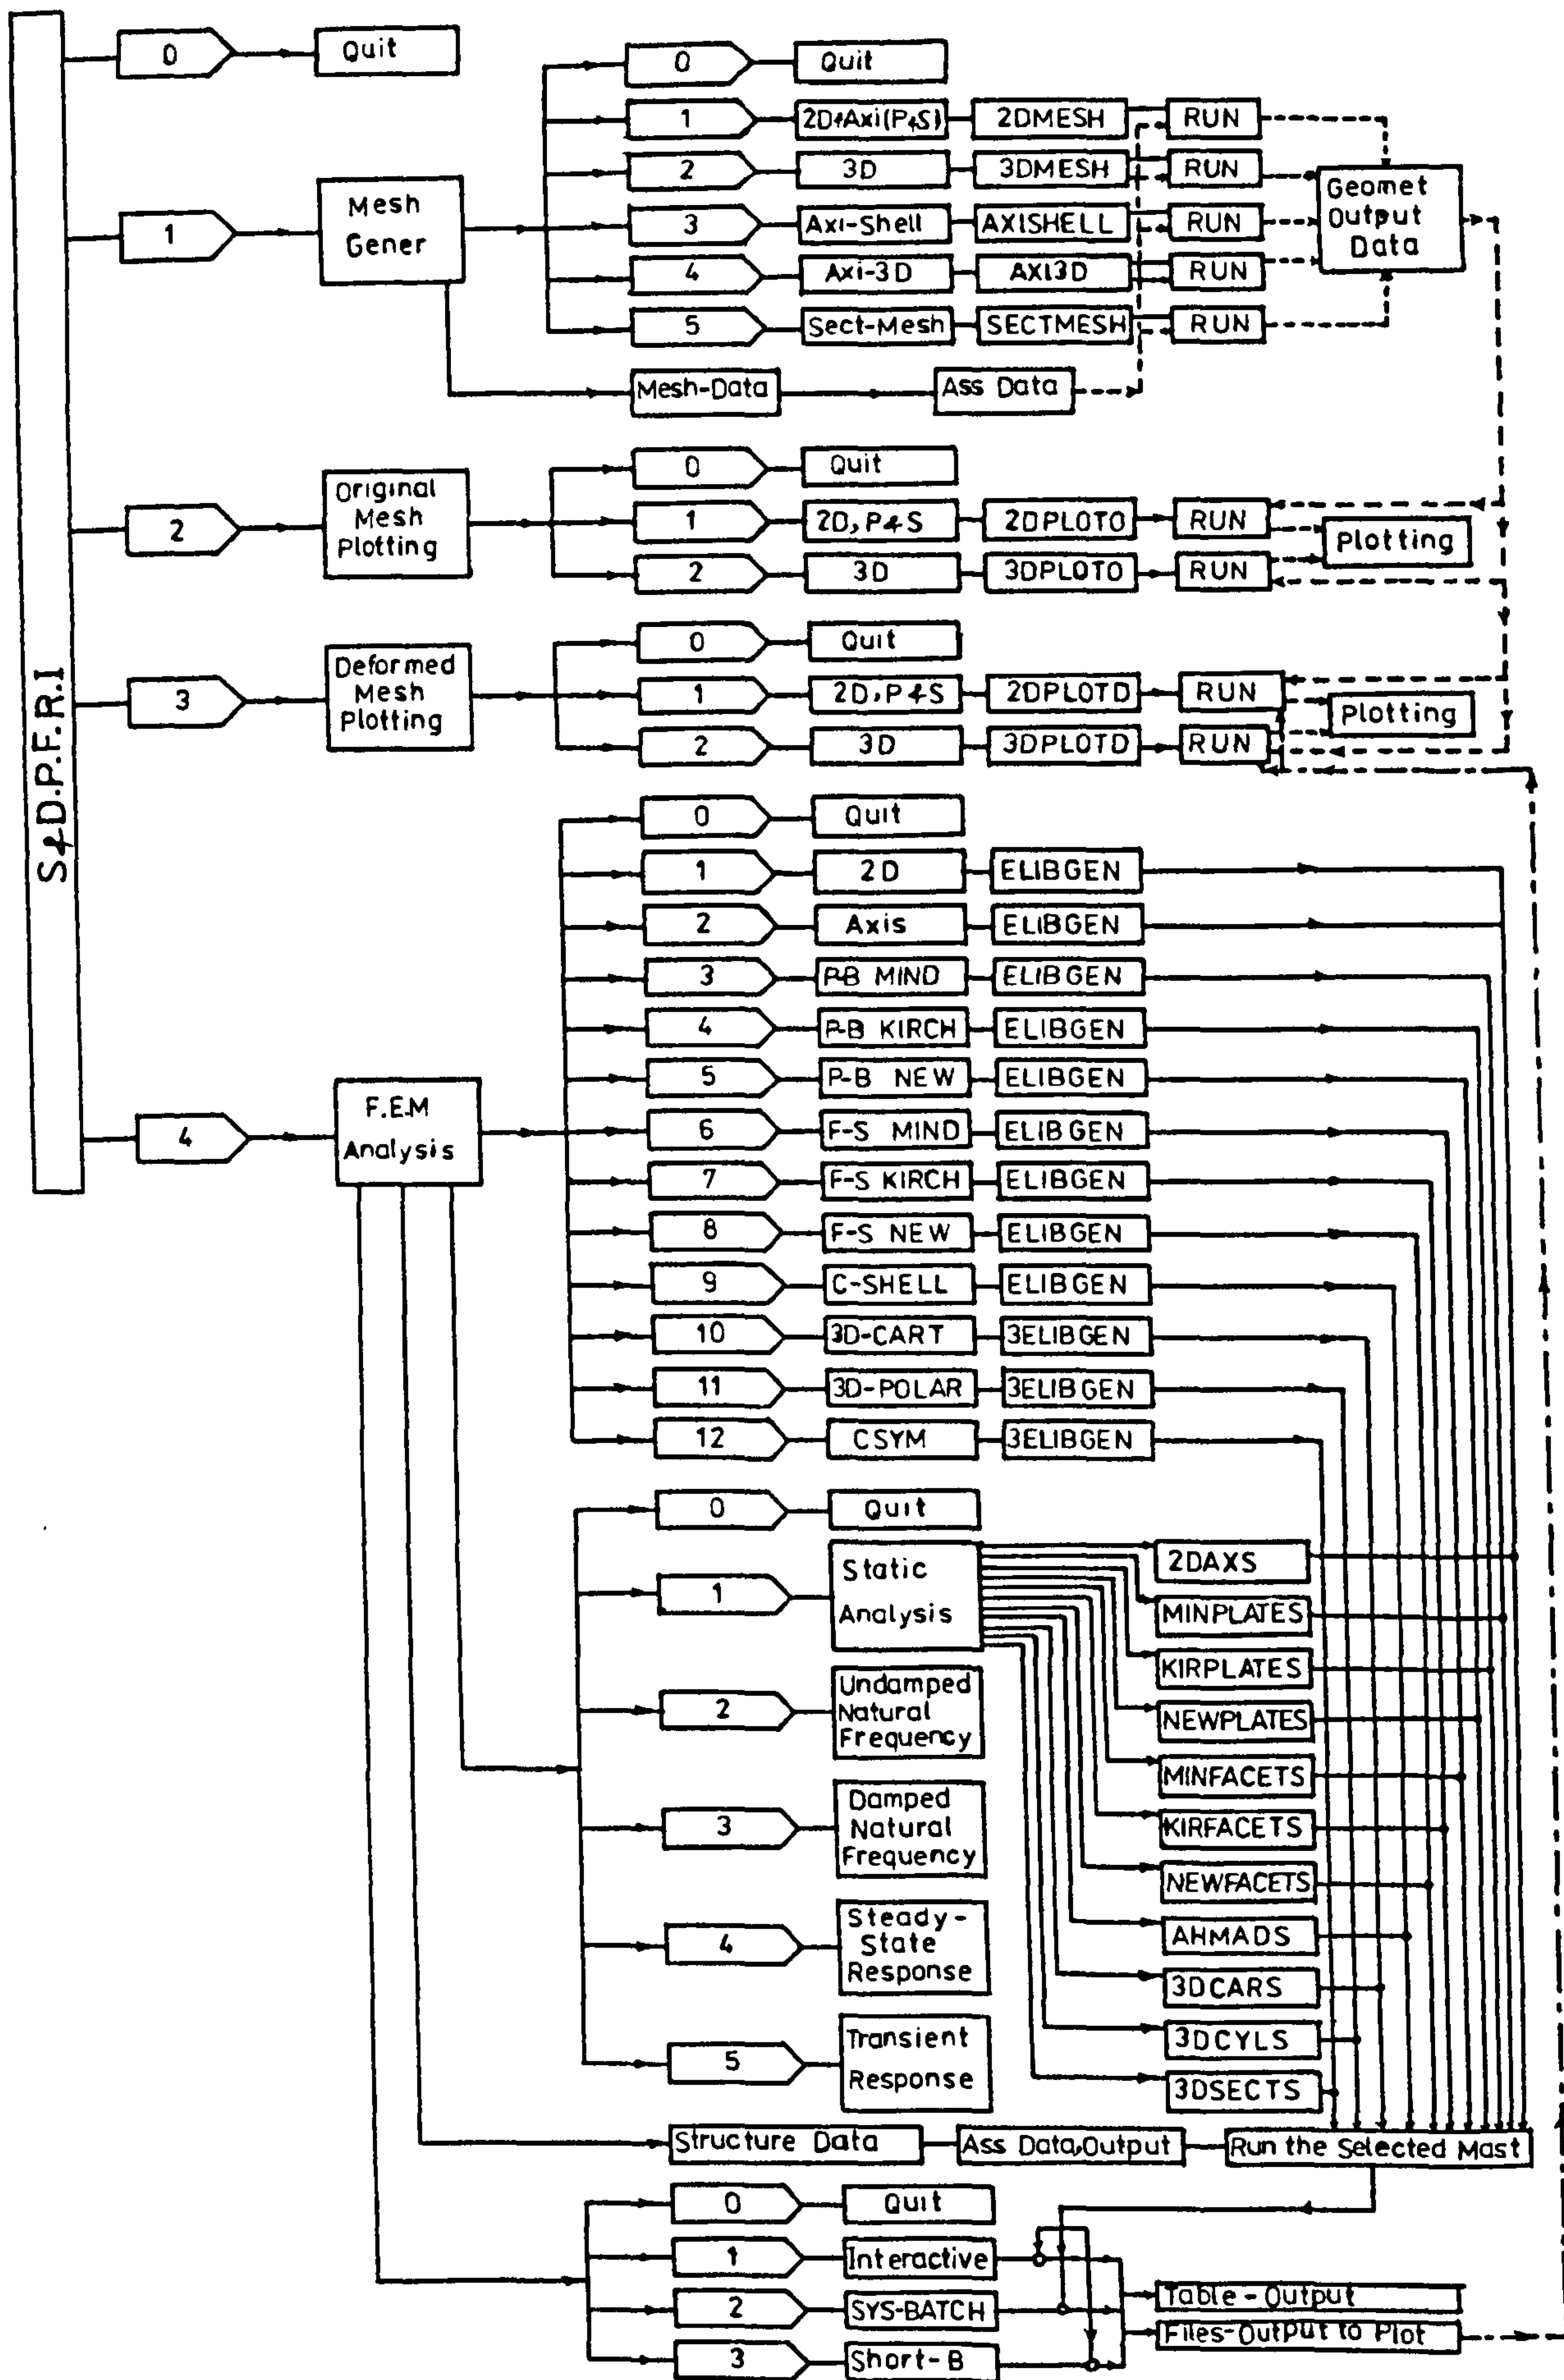 S&D.P.F.R.I
0
Quit
1
Mesh
Gener
0
Quit
1
2D+Axi(P&S)
2DMESH
RUN
2
3D
3DMESH
RUN
3
Axi-Shell
AXISHELL
RUN
4
Axi-3D
AXI3D
RUN
5
Sect-Mesh
SECTMESH
RUN
Geomet
Output
Data
Mesh-Data
Ass Data
2
Original
Mesh
Plotting
0
Quit
1
2D,P&S
2DPLOTO
RUN
2
3D
3DPLOTO
RUN
Plotting
3
Deformed
Mesh
Plotting
0
Quit
1
2D,P&S
2DPLOTD
RUN
2
3D
3DPLOTD
RUN
Plotting
4
F.E.M
Analysis
0
Quit
1
2D
ELIBGEN
2
Axis
ELIBGEN
3
P-B MIND
ELIBGEN
4
P-B KIRCH
ELIBGEN
5
P-B NEW
ELIBGEN
6
F-S MIND
ELIBGEN
7
F-S KIRCH
ELIBGEN
8
F-S NEW
ELIBGEN
9
C-SHELL
ELIBGEN
10
3D-CART
3ELIBGEN
11
3D-POLAR
3ELIBGEN
12
CSYM
3ELIBGEN
0
Quit
1
Static
Analysis
2
Undamped
Natural
Frequency
3
Damped
Natural
Frequency
4
Steady-
State
Response
5
Transient
Response
2DAXS
MINPLATES
KIRPLATES
NEWPLATES
MINFACETS
KIRFACETS
NEWFACETS
AHMADS
3DCARS
3DCYLS
3DSECTS
Structure Data
Ass Data,Output
Run the Selected Mast
0
Quit
1
Interactive
2
SYS-BATCH
3
Short-B
Table-Output
Files-Output to Plot